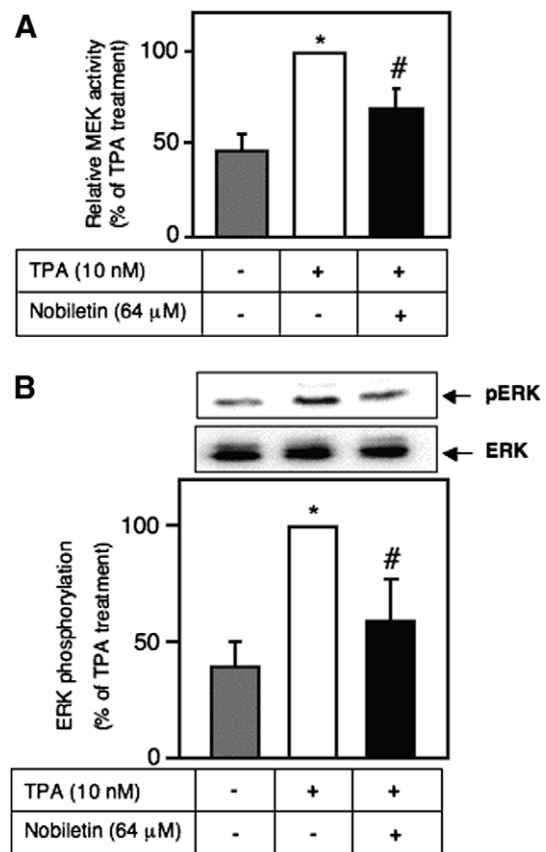 A
Relative MEK activity
(% of TPA treatment)
100
50
0
*
#
TPA (10 nM) - + +
Nobiletin (64 μM) - - +
B
pERK
ERK
ERK phosphorylation
(% of TPA treatment)
100
50
0
*
#
TPA (10 nM) - + +
Nobiletin (64 μM) - - +